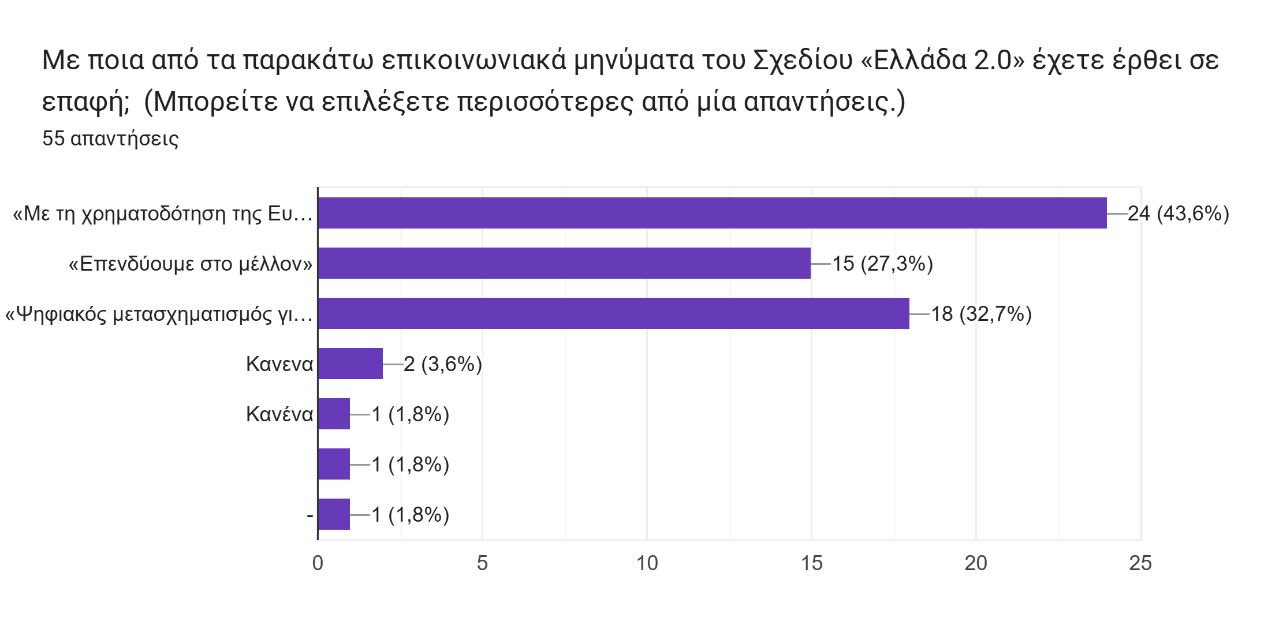 Με ποια από τα παρακάτω επικοινωνιακά μηνύματα του Σχεδίου «Ελλάδα 2.0» έχετε έρθει σε
επαφή;  (Μπορείτε να επιλέξετε περισσότερες από μία απαντήσεις.)
55 απαντήσεις
«Με τη χρηματοδότηση της Ευ… 24 (43,6%)
«Επενδύουμε στο μέλλον» 15 (27,3%)
«Ψηφιακός μετασχηματισμός γι… 18 (32,7%)
Κανενα 2 (3,6%)
Κανένα 1 (1,8%)
1 (1,8%)
- 1 (1,8%)
0 5 10 15 20 25